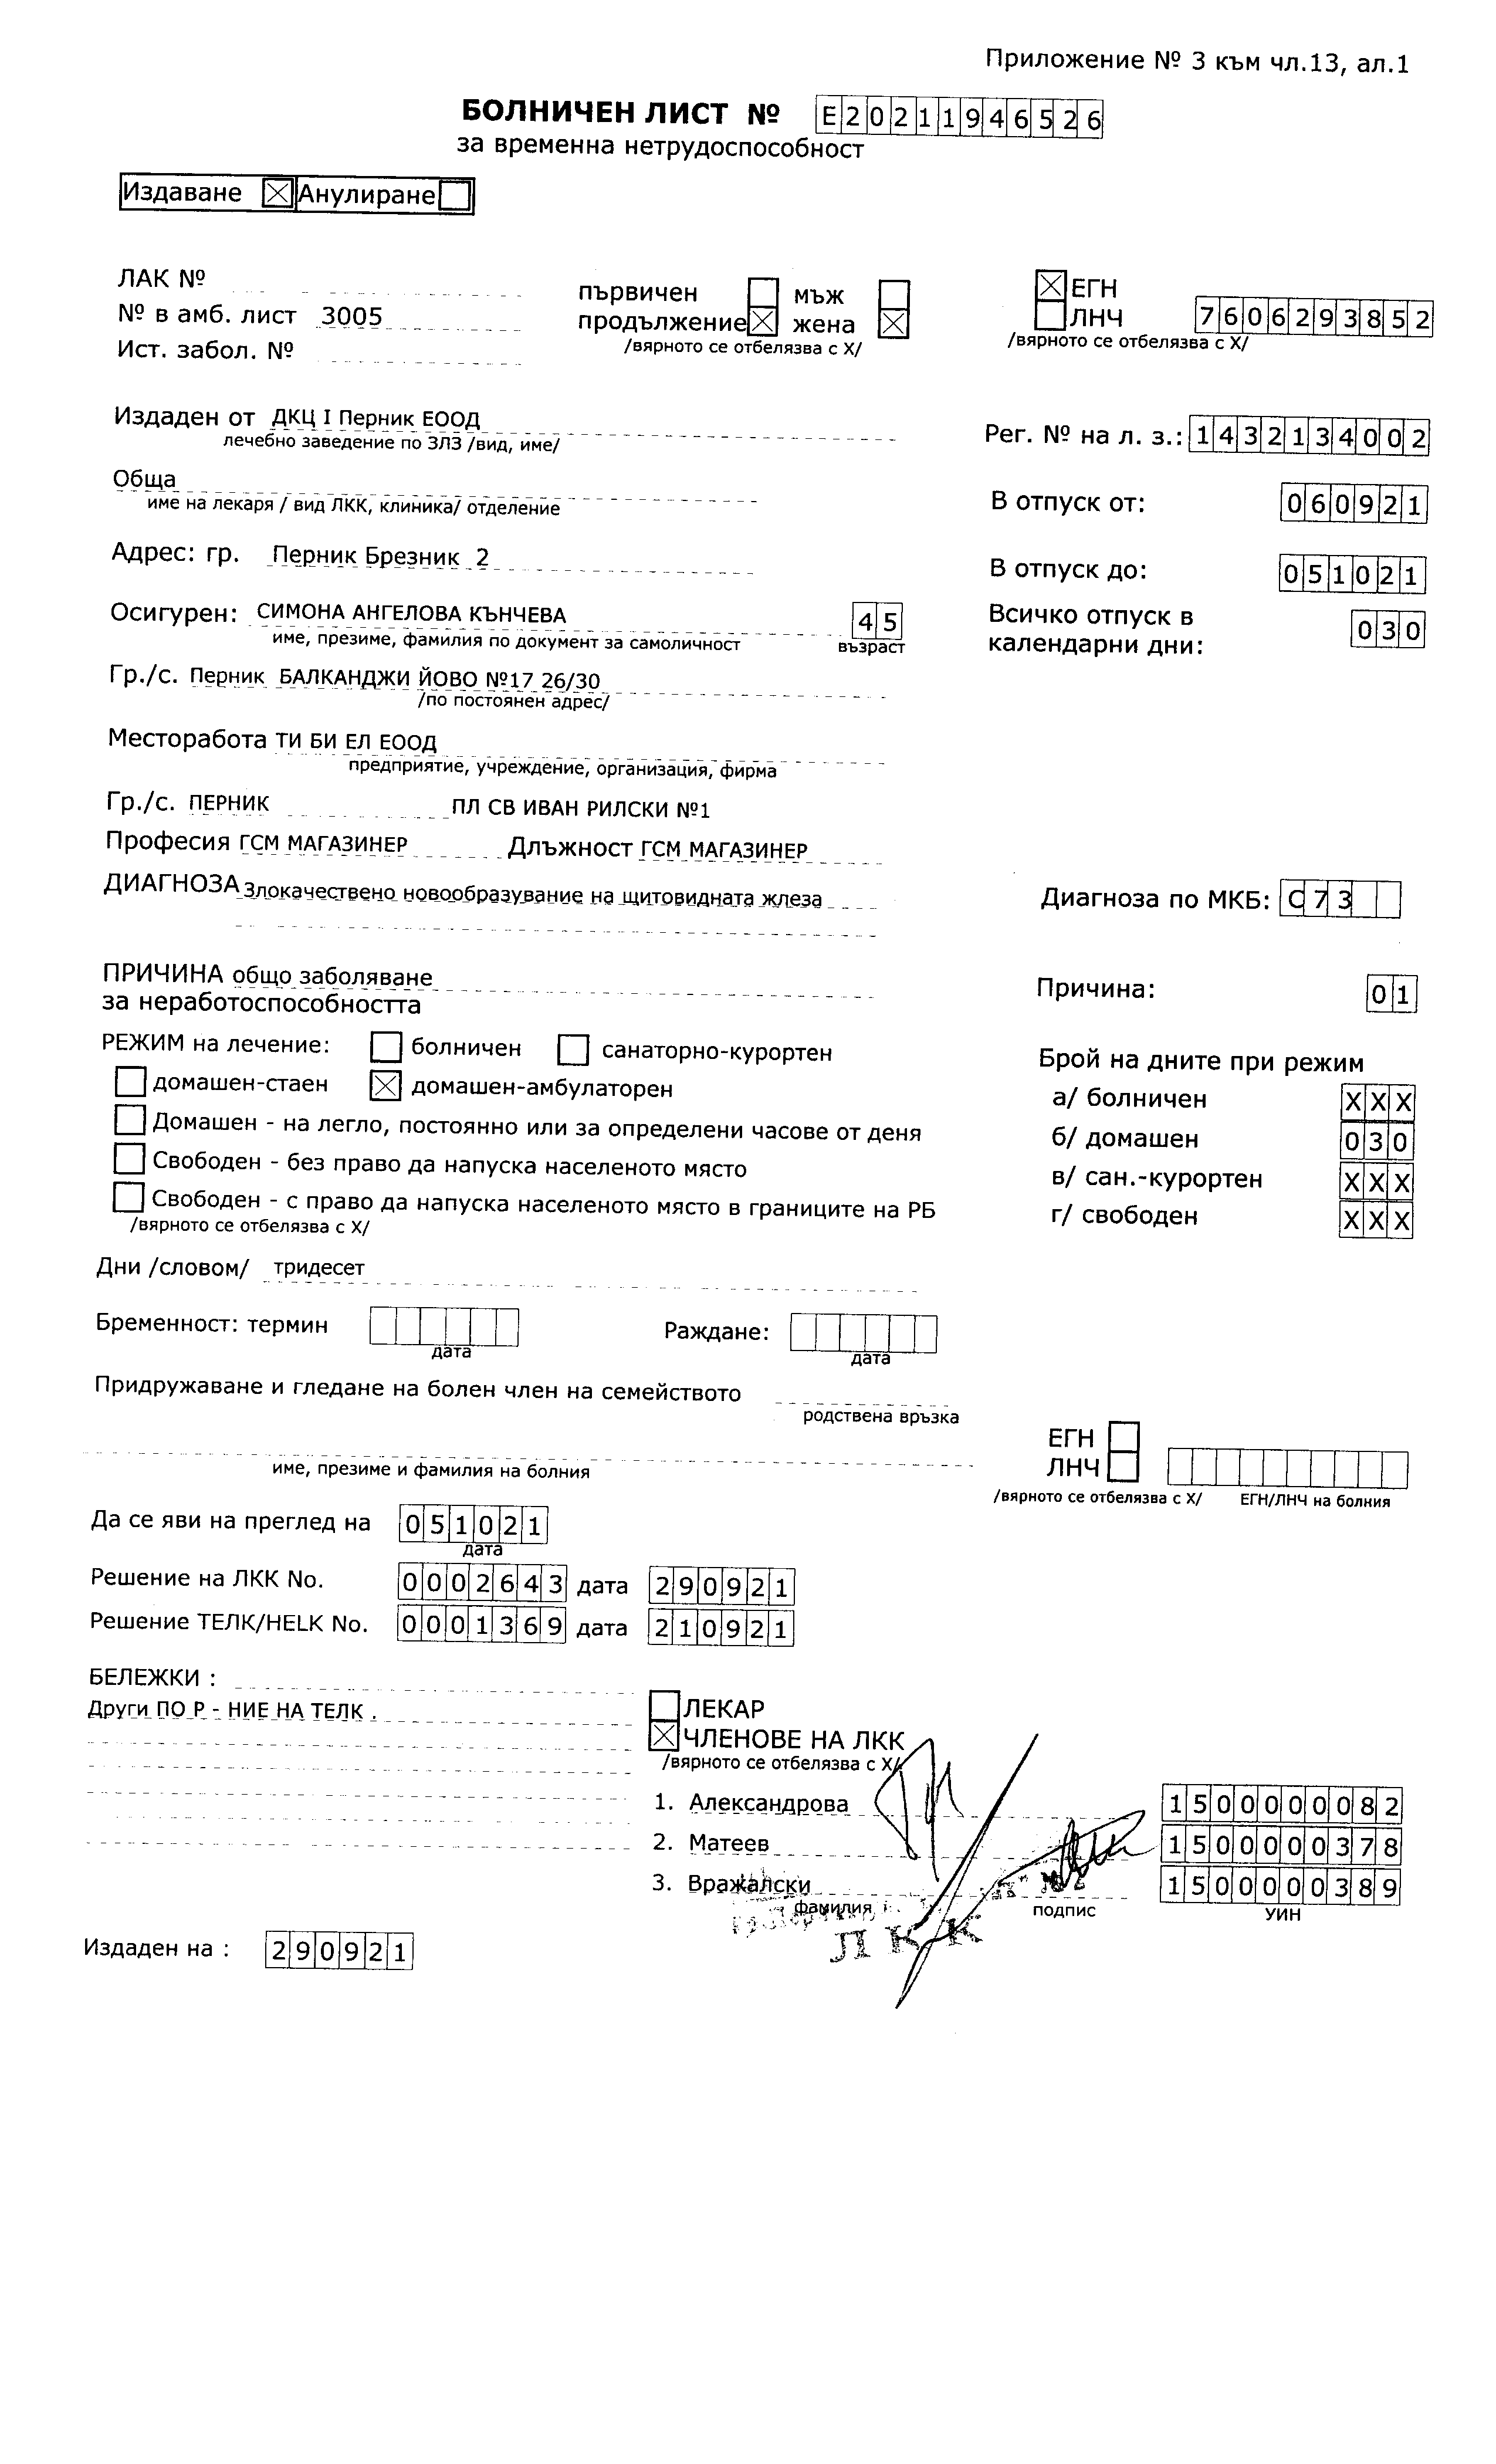 Приложение № 3 към чл.13, ал.1
БОЛНИЧЕН ЛИСТ № E20211946526
за временна нетрудоспособност
Издаване X Анулиране
ЛАК №
№ в амб. лист 3005
Ист. забол. №
първичен мъж
продължение X жена X
/вярното се отбелязва с Х/
X ЕГН
ЛНЧ 7606293852
/вярното се отбелязва с Х/
Издаден от ДКЦ I Перник ЕООД
лечебно заведение по ЗЛЗ /вид, име/
Рег. № на л. з.: 1432134002
Обща
име на лекаря / вид ЛКК, клиника/ отделение
В отпуск от: 060921
Адрес: гр. Перник Брезник 2
В отпуск до: 051021
Осигурен: СИМОНА АНГЕЛОВА КЪНЧЕВА 45
име, презиме, фамилия по документ за самоличност възраст
Всичко отпуск в
календарни дни: 030
Гр./с. Перник БАЛКАНДЖИ ЙОВО №17 26/30
/по постоянен адрес/
Месторабота ТИ БИ ЕЛ ЕООД
предприятие, учреждение, организация, фирма
Гр./с. ПЕРНИК ПЛ СВ ИВАН РИЛСКИ №1
Професия ГСМ МАГАЗИНЕР Длъжност ГСМ МАГАЗИНЕР
ДИАГНОЗА Злокачествено новообразувание на щитовидната жлеза
Диагноза по МКБ: C73
ПРИЧИНА общо заболяване
за неработоспособността
Причина: 01
РЕЖИМ на лечение: болничен санаторно-курортен
домашен-стаен X домашен-амбулаторен
Домашен - на легло, постоянно или за определени часове от деня
Свободен - без право да напуска населеното място
Свободен - с право да напуска населеното място в границите на РБ
/вярното се отбелязва с Х/
Брой на дните при режим
а/ болничен XXX
б/ домашен 030
в/ сан.-курортен XXX
г/ свободен XXX
Дни /словом/ тридесет
Бременност: термин Раждане:
дата дата
Придружаване и гледане на болен член на семейството
родствена връзка
име, презиме и фамилия на болния
ЕГН
ЛНЧ
/вярното се отбелязва с Х/ ЕГН/ЛНЧ на болния
Да се яви на преглед на 051021
дата
Решение на ЛКК No. 0002643 дата 290921
Решение ТЕЛК/НЕLК No. 0001369 дата 210921
БЕЛЕЖКИ :
Други ПО Р - НИЕ НА ТЕЛК .
ЛЕКАР
X ЧЛЕНОВЕ НА ЛКК
/вярното се отбелязва с Х/
1. Александрова 1500000082
2. Матеев 1500000378
3. Вражалски 1500000389
фамилия подпис УИН
ЛКК
Издаден на : 290921